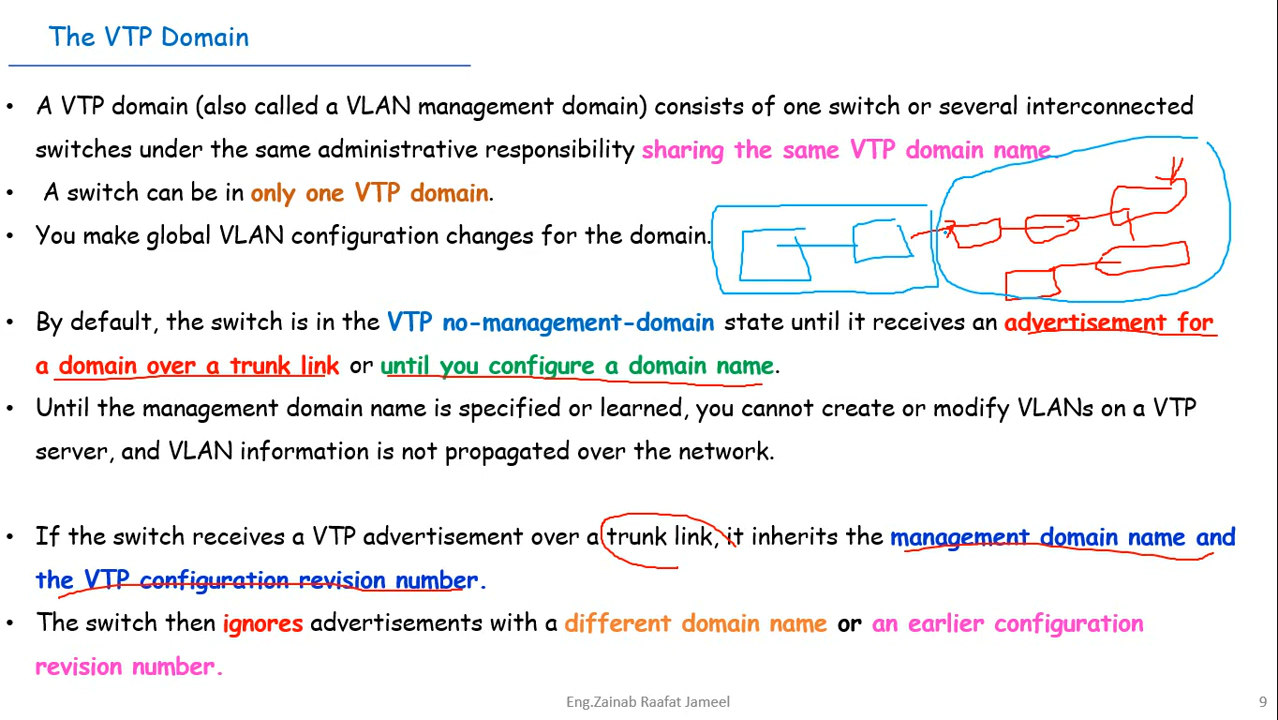 The VTP Domain
• A VTP domain (also called a VLAN management domain) consists of one switch or several interconnected
switches under the same administrative responsibility sharing the same VTP domain name.
• A switch can be in only one VTP domain.
• You make global VLAN configuration changes for the domain.
• By default, the switch is in the VTP no-management-domain state until it receives an advertisement for
a domain over a trunk link or until you configure a domain name.
• Until the management domain name is specified or learned, you cannot create or modify VLANs on a VTP
server, and VLAN information is not propagated over the network.
• If the switch receives a VTP advertisement over a trunk link, it inherits the management domain name and
the VTP configuration revision number.
• The switch then ignores advertisements with a different domain name or an earlier configuration
revision number.
Eng.Zainab Raafat Jameel
9